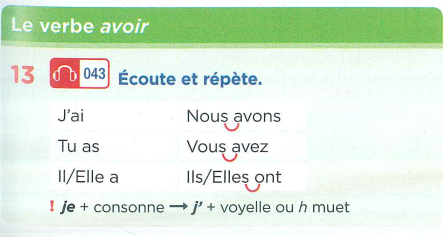 Le verbe avoir
13 043 Écoute et répète.
J'ai Nous avons
Tu as Vous avez
Il/Elle a Ils/Elles ont
! je + consonne → j' + voyelle ou h muet